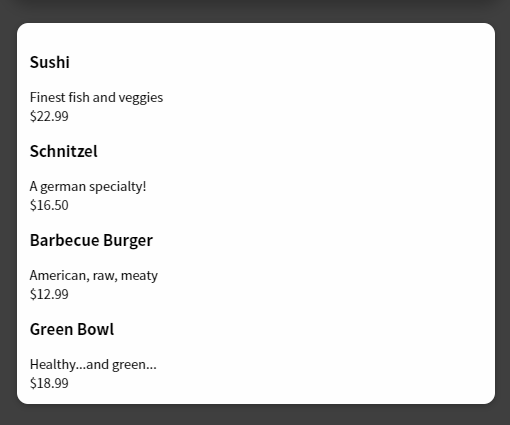 Sushi
Finest fish and veggies
$22.99
Schnitzel
A german specialty!
$16.50
Barbecue Burger
American, raw, meaty
$12.99
Green Bowl
Healthy...and green...
$18.99